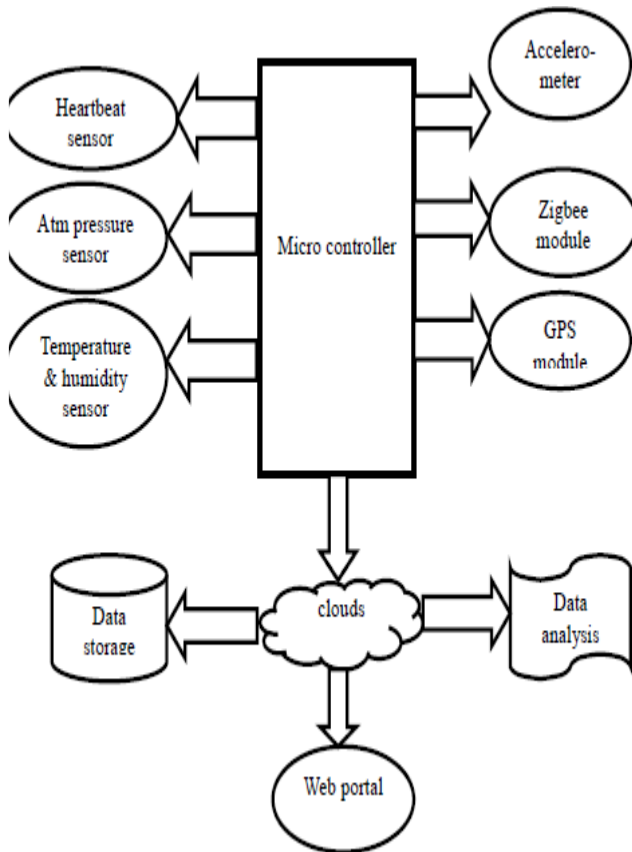 Accelero-
meter
Heartbeat
sensor
Atm pressure
sensor
Micro controller
Zigbee
module
Temperature
& humidity
sensor
GPS
module
clouds
Data
storage
Data
analysis
Web portal